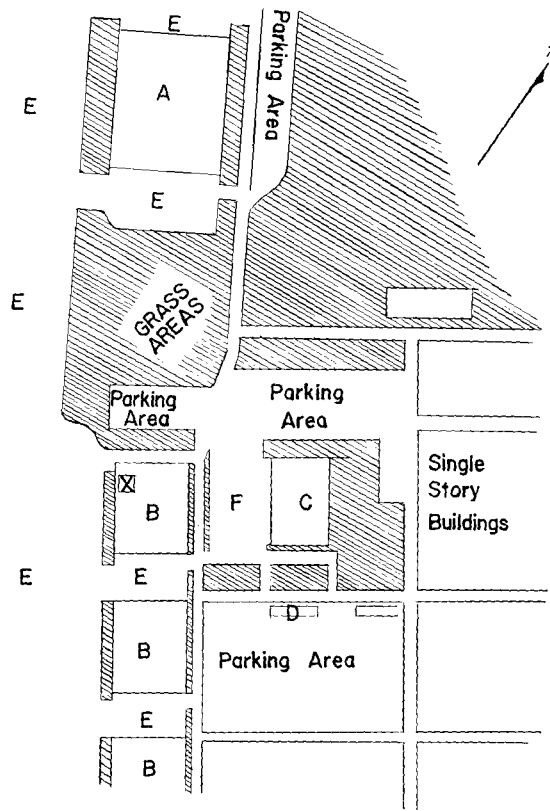 E
Parking Area
A
E
E
E
E
GRASS
AREAS
Parking
Area
Parking
Area
Single
Story
Buildings
X
B
F
C
E
E
D
B
Parking Area
E
B